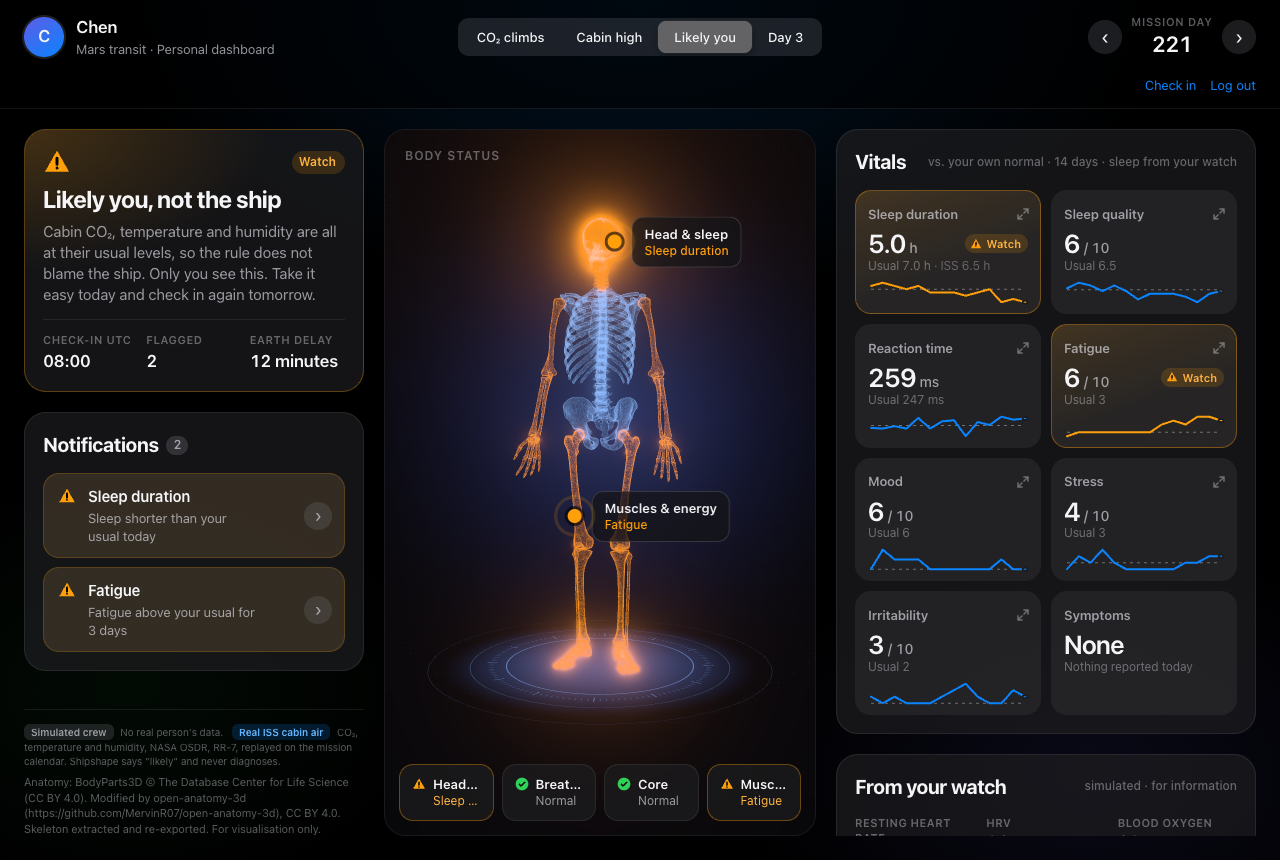 C
Chen
Mars transit · Personal dashboard
CO₂ climbs
Cabin high
Likely you
Day 3
‹
MISSION DAY
221
›
Check in
Log out
Watch
Likely you, not the ship
Cabin CO₂, temperature and humidity are all
at their usual levels, so the rule does not
blame the ship. Only you see this. Take it
easy today and check in again tomorrow.
CHECK-IN UTC
08:00
FLAGGED
2
EARTH DELAY
12 minutes
Notifications 2
Sleep duration
Sleep shorter than your
usual today
›
Fatigue
Fatigue above your usual for
3 days
›
Simulated crew No real person's data. Real ISS cabin air CO₂,
temperature and humidity, NASA OSDR, RR-7, replayed on the mission
calendar. Shipshape says "likely" and never diagnoses.
Anatomy: BodyParts3D © The Database Center for Life Science
(CC BY 4.0). Modified by open-anatomy-3d
(https://github.com/MervinR07/open-anatomy-3d), CC BY 4.0.
Skeleton extracted and re-exported. For visualisation only.
BODY STATUS
Head & sleep
Sleep duration
Muscles & energy
Fatigue
Head...
Sleep ...
Breat...
Normal
Core
Normal
Musc...
Fatigue
Vitals
vs. your own normal · 14 days · sleep from your watch
Sleep duration
5.0 h
Watch
Usual 7.0 h · ISS 6.5 h
Sleep quality
6 / 10
Usual 6.5
Reaction time
259 ms
Usual 247 ms
Fatigue
6 / 10
Watch
Usual 3
Mood
6 / 10
Usual 6
Stress
4 / 10
Usual 3
Irritability
3 / 10
Usual 2
Symptoms
None
Nothing reported today
From your watch
simulated · for information
RESTING HEART
HRV
BLOOD OXYGEN